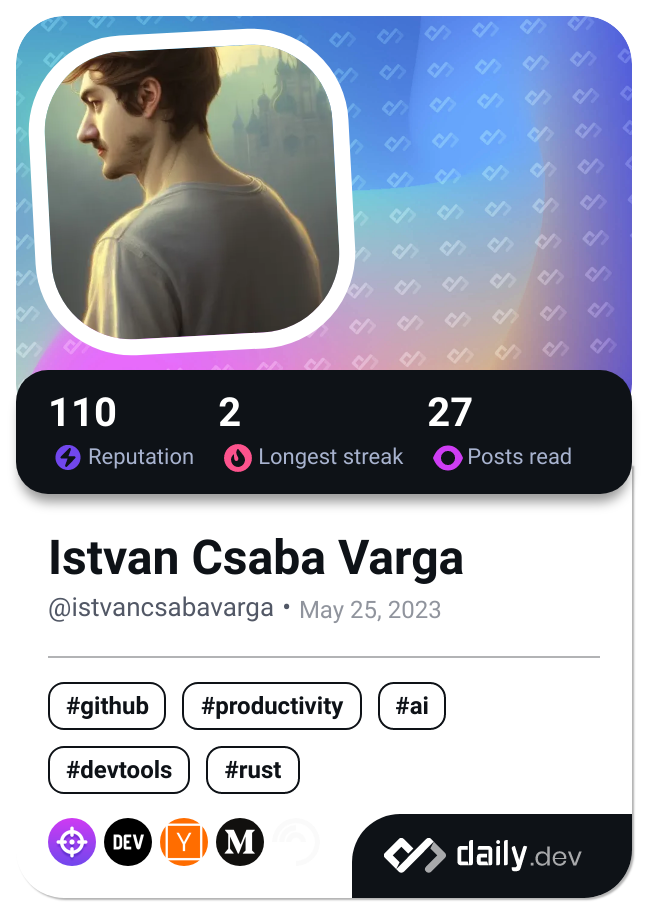 110 2 27
Reputation Longest streak Posts read
Istvan Csaba Varga
@istvancsabavarga • May 25, 2023
#github #productivity #ai
#devtools #rust
DEV Y M daily.dev